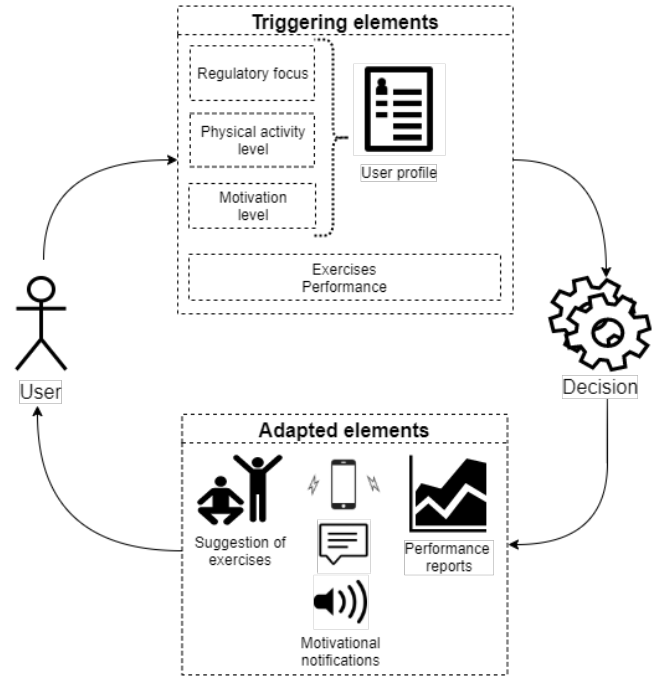 Triggering elements
Regulatory focus
Physical activity
level
Motivation
level
User profile
Exercises
Performance
User
Decision
Adapted elements
Suggestion of
exercises
Performance
reports
Motivational
notifications